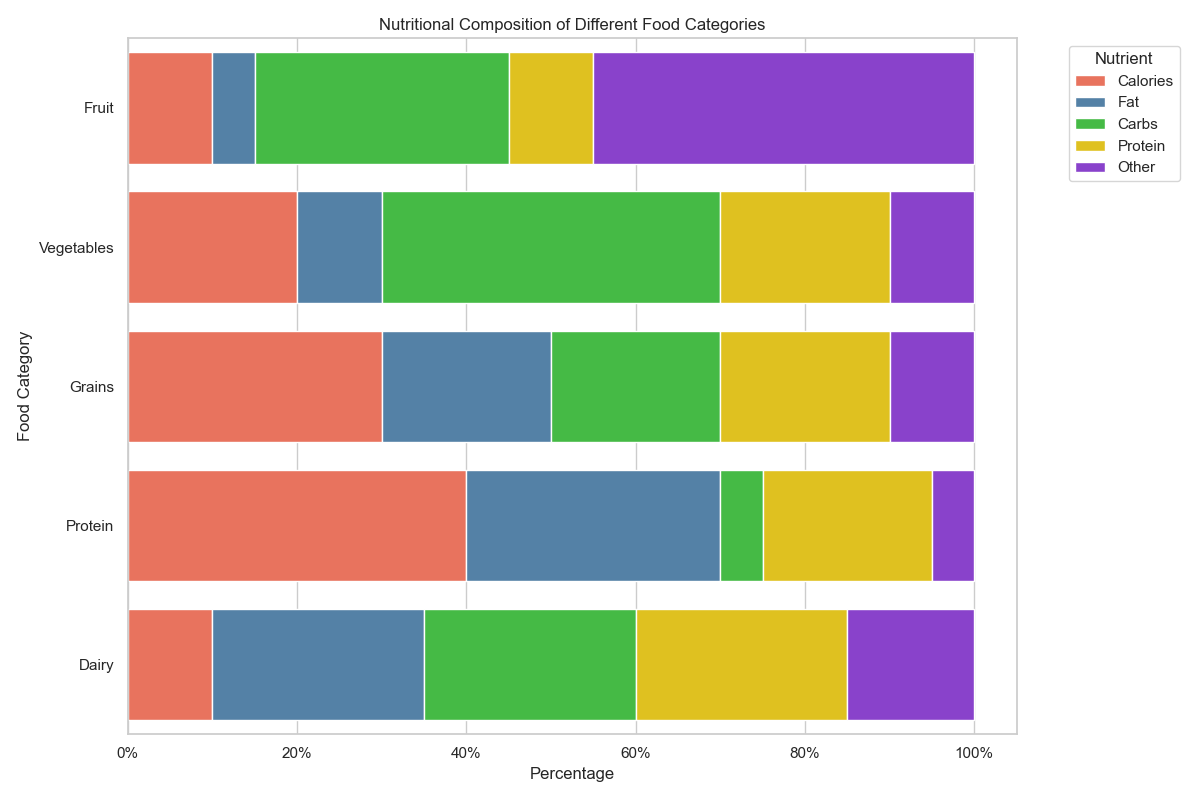 Nutritional Composition of Different Food Categories
Nutrient
Calories
Fat
Carbs
Protein
Other
Food Category
Fruit
Vegetables
Grains
Protein
Dairy
0% 20% 40% 60% 80% 100%
Percentage